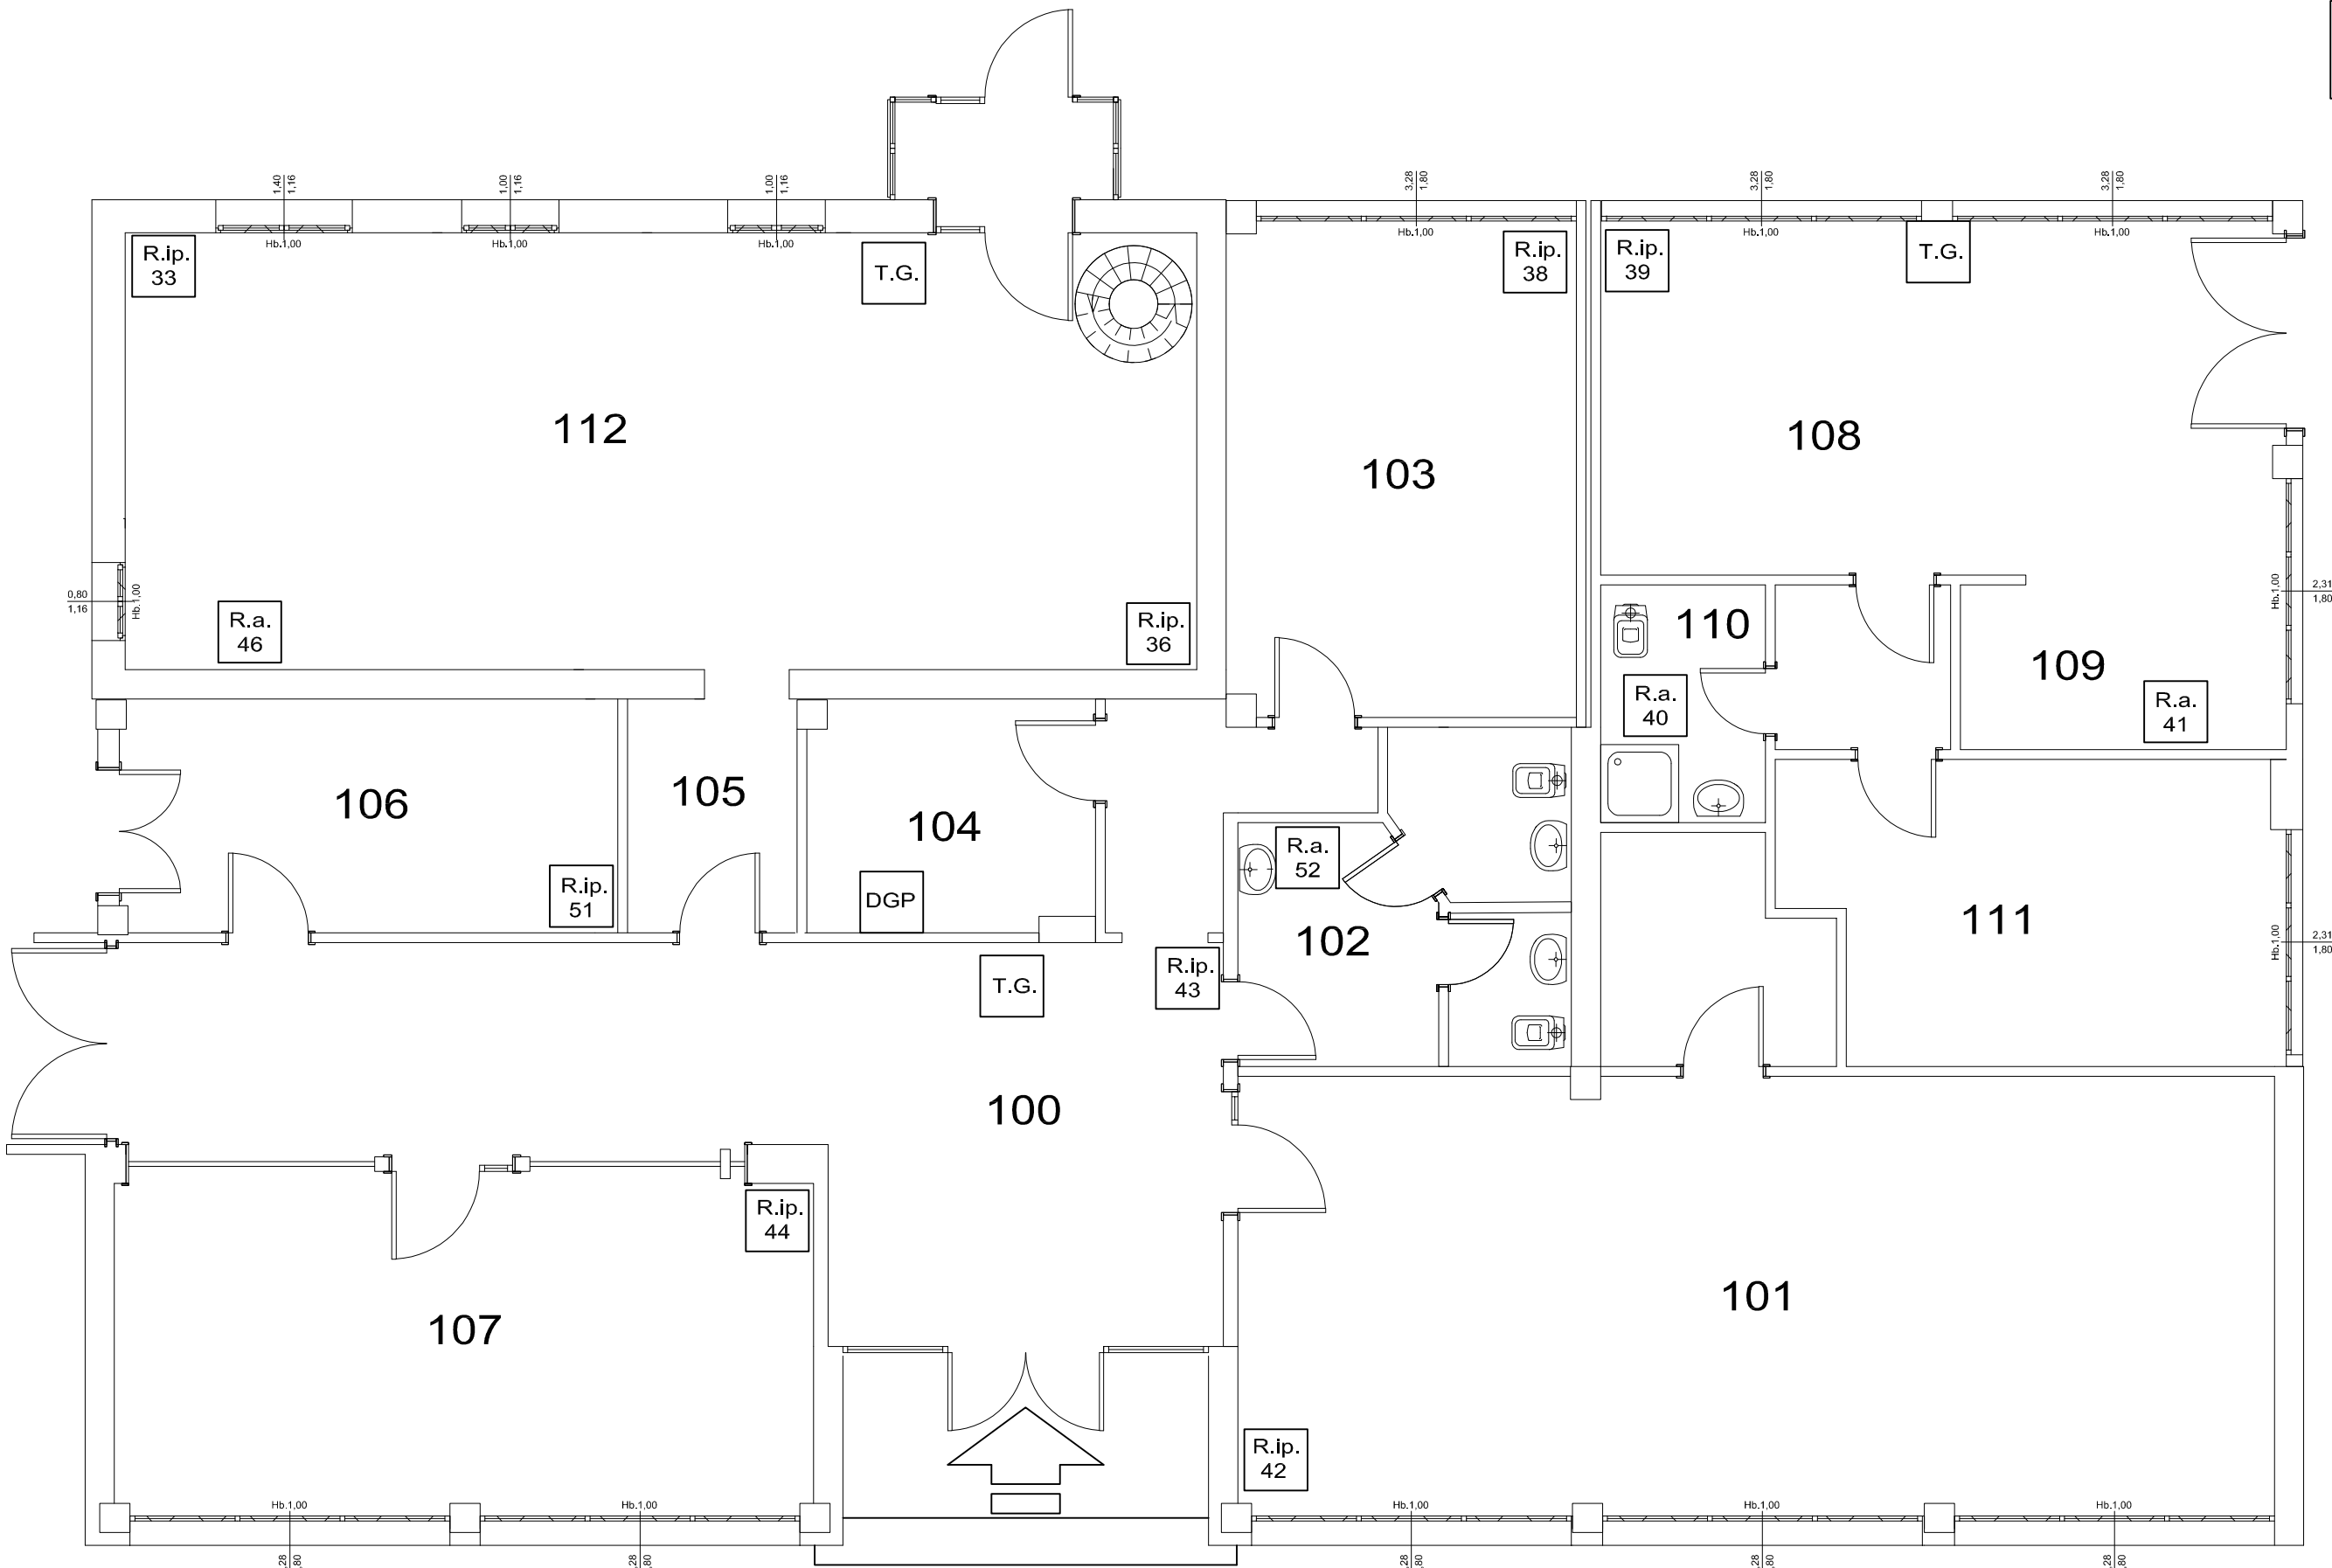 1,40
1,16
1,00
1,16
1,00
1,16
3,28
1,80
3,28
1,80
3,28
1,80
Hb.1,00
Hb.1,00
Hb.1,00
Hb.1,00
Hb.1,00
Hb.1,00
R.ip.
33
T.G.
R.ip.
38
R.ip.
39
T.G.
112
103
108
0,80
1,16
Hb.1,00
R.a.
46
R.ip.
36
110
109
Hb.1,00
2,31
1,80
R.a.
40
R.a.
41
106
105
104
R.a.
52
R.ip.
51
DGP
102
111
Hb.1,00
2,31
1,80
T.G.
R.ip.
43
100
R.ip.
44
107
101
R.ip.
42
Hb.1,00
Hb.1,00
Hb.1,00
Hb.1,00
Hb.1,00
,28
,80
,28
,80
,28
,80
,28
,80
,28
,80